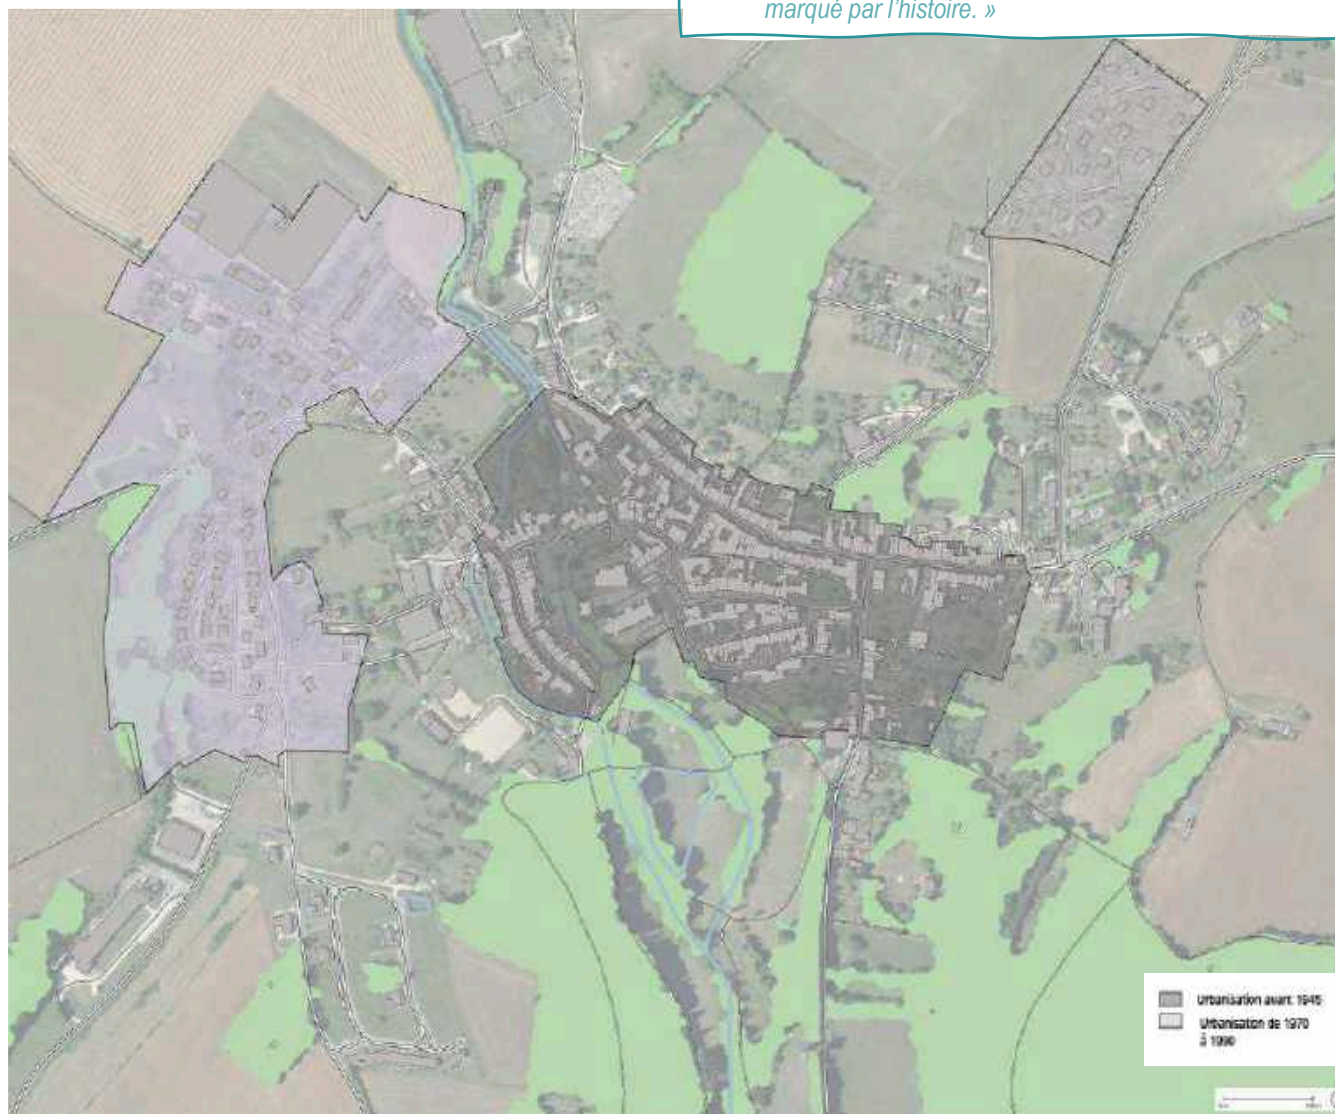 marqué par l'histoire. »
Urbanisation avant 1945
Urbanisation de 1970
à 1990